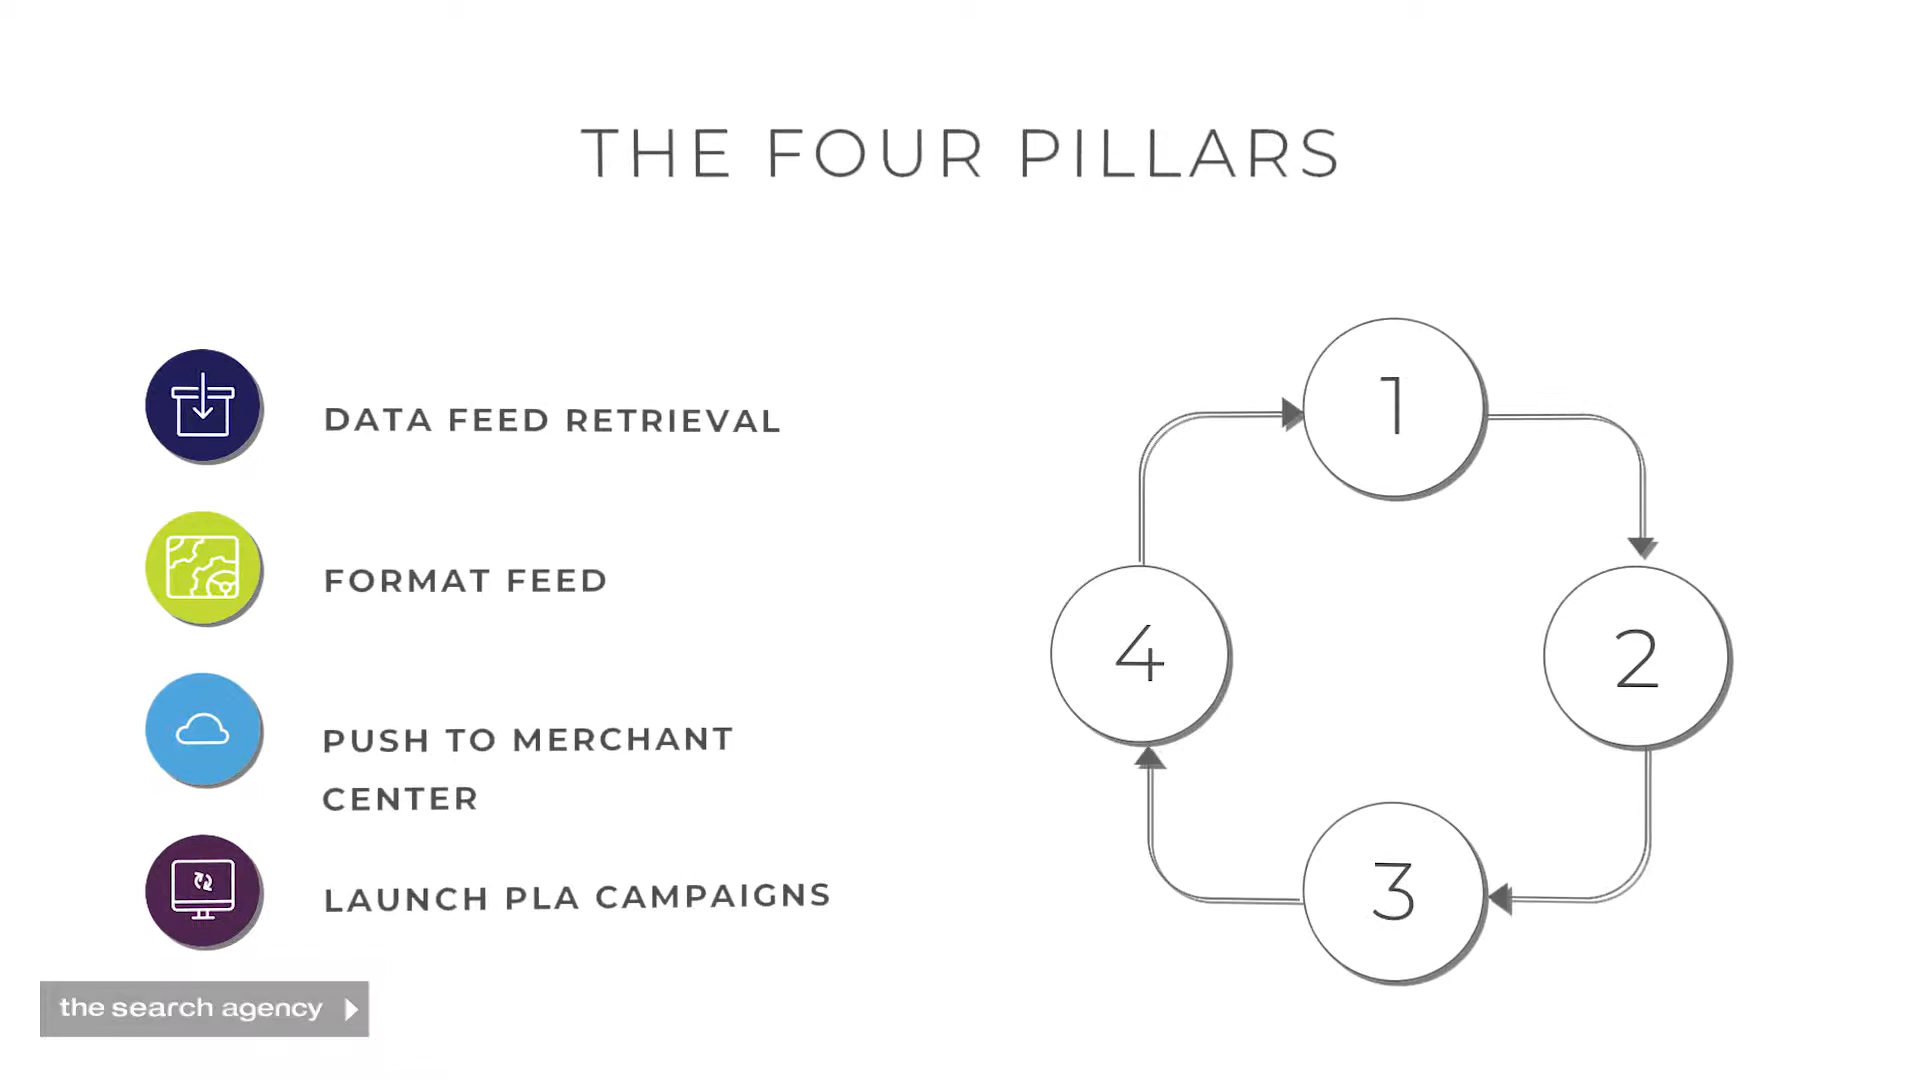 THE FOUR PILLARS
DATA FEED RETRIEVAL
FORMAT FEED
PUSH TO MERCHANT
CENTER
LAUNCH PLA CAMPAIGNS
1
2
3
4
the search agency